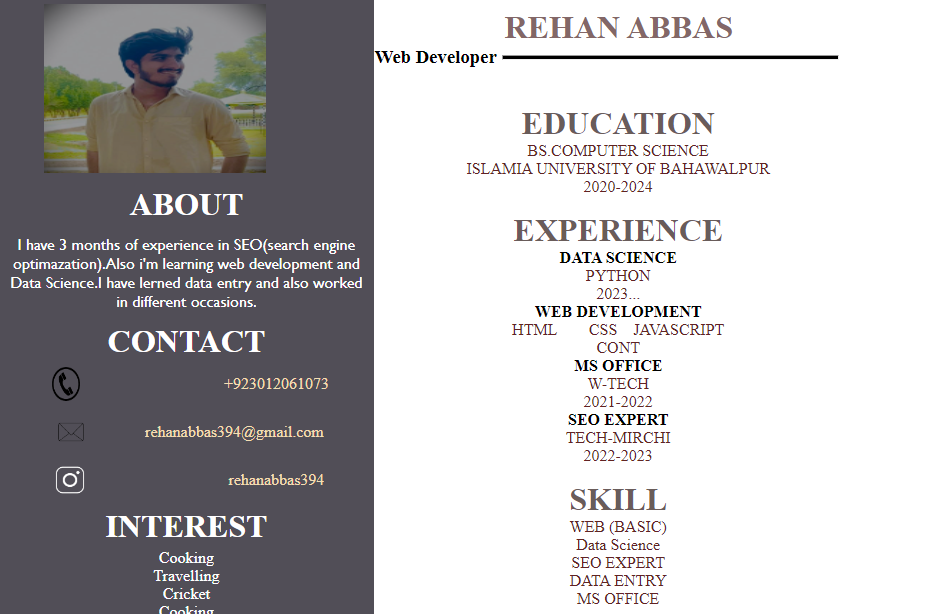 ABOUT
I have 3 months of experience in SEO(search engine
optimazation).Also i'm learning web development and
Data Science.I have lerned data entry and also worked
in different occasions.
CONTACT
+923012061073
rehanabbas394@gmail.com
rehanabbas394
INTEREST
Cooking
Travelling
Cricket
Cooking
REHAN ABBAS
Web Developer
EDUCATION
BS.COMPUTER SCIENCE
ISLAMIA UNIVERSITY OF BAHAWALPUR
2020-2024
EXPERIENCE
DATA SCIENCE
PYTHON
2023...
WEB DEVELOPMENT
HTML CSS JAVASCRIPT
CONT
MS OFFICE
W-TECH
2021-2022
SEO EXPERT
TECH-MIRCHI
2022-2023
SKILL
WEB (BASIC)
Data Science
SEO EXPERT
DATA ENTRY
MS OFFICE